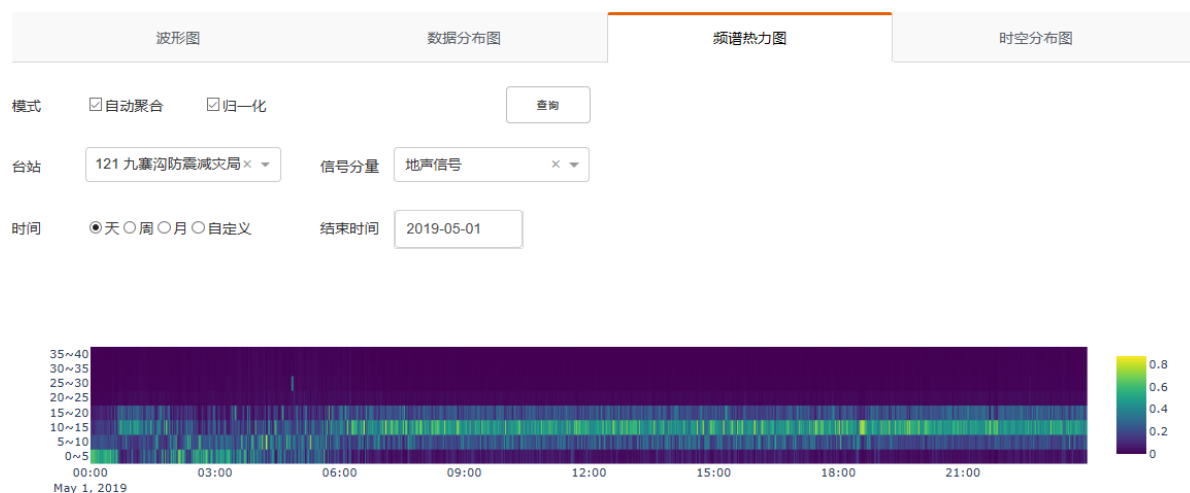 波形图 数据分布图 频谱热力图 时空分布图
模式 自动聚合 归一化 查询
台站 121 九寨沟防震减灾局 × 信号分量 地声信号 ×
时间 天 周 月 自定义 结束时间 2019-05-01
35~40
30~35
25~30
20~25
15~20
10~15
5~10
0~5
0.8
0.6
0.4
0.2
0
00:00 03:00 06:00 09:00 12:00 15:00 18:00 21:00
May 1, 2019